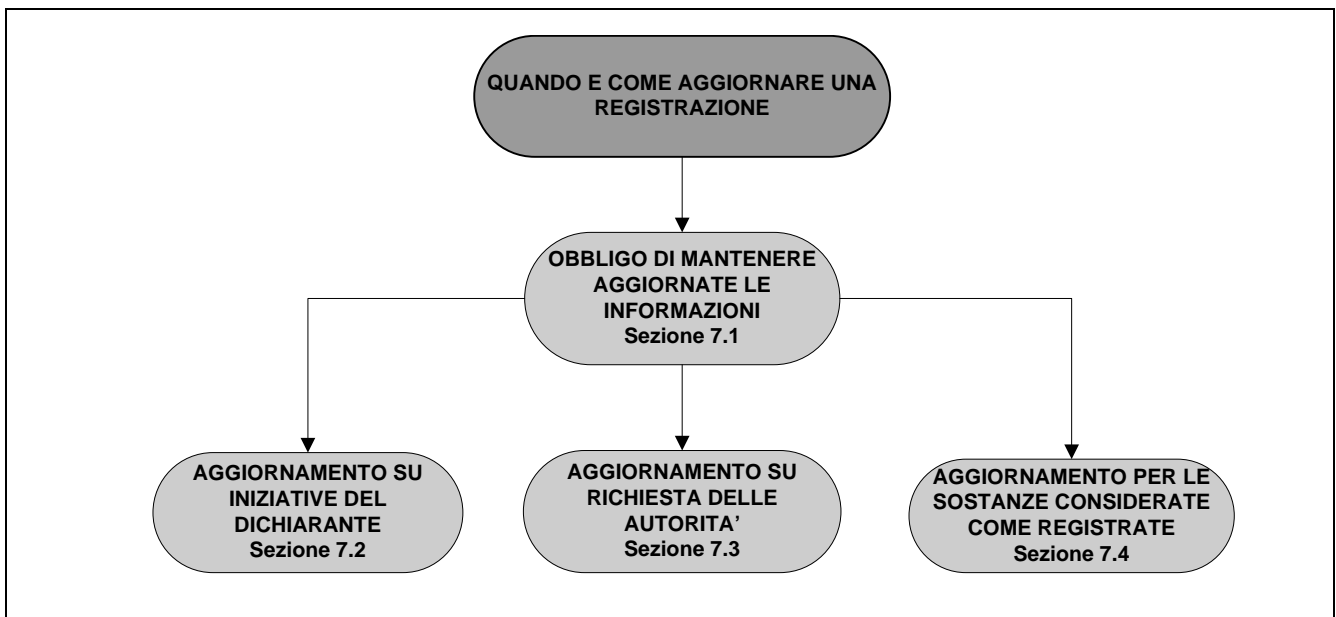 QUANDO E COME AGGIORNARE UNA
REGISTRAZIONE
OBBLIGO DI MANTENERE
AGGIORNATE LE
INFORMAZIONI
Sezione 7.1
AGGIORNAMENTO SU
INIZIATIVE DEL
DICHIARANTE
Sezione 7.2
AGGIORNAMENTO SU
RICHIESTA DELLE
AUTORITA’
Sezione 7.3
AGGIORNAMENTO PER LE
SOSTANZE CONSIDERATE
COME REGISTRATE
Sezione 7.4